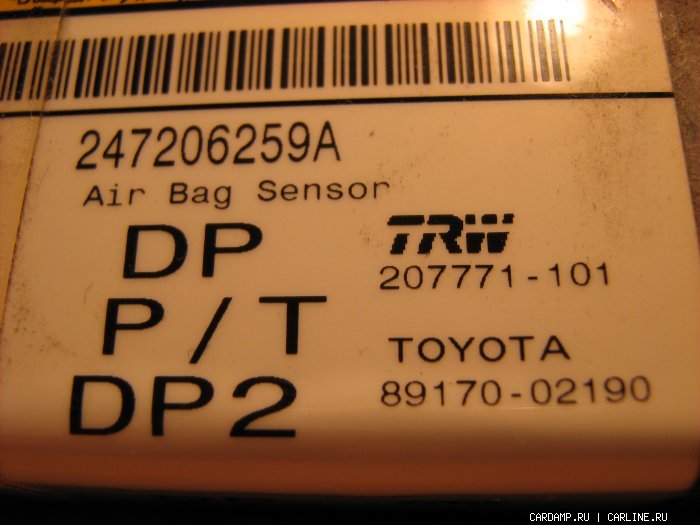 247206259A
Air Bag Sensor
DP
TRW
207771-101
P/T
TOYOTA
DP2
89170-02190
CARDAMP.RU | CARLINE.RU